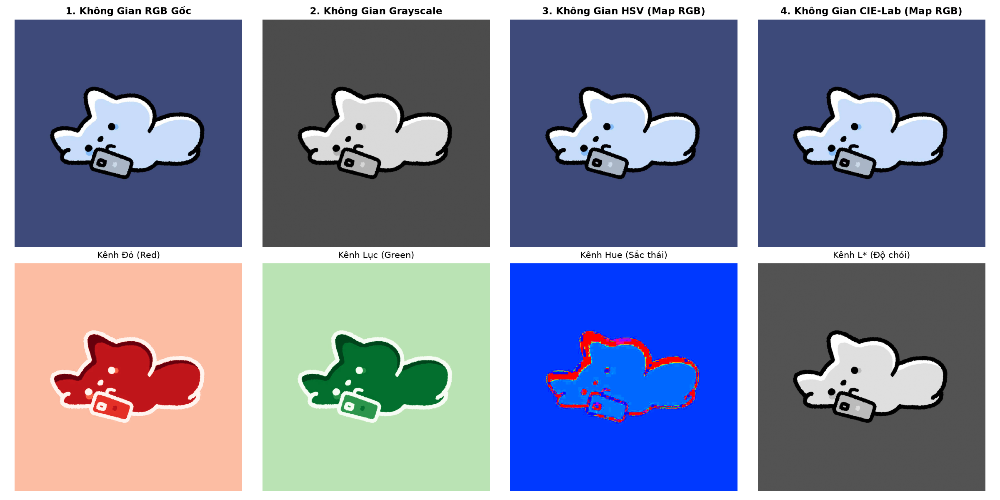 1. Không Gian RGB Gốc
2. Không Gian Grayscale
3. Không Gian HSV (Map RGB)
4. Không Gian CIE-Lab (Map RGB)
Kênh Đỏ (Red)
Kênh Lục (Green)
Kênh Hue (Sắc thái)
Kênh L* (Độ chói)